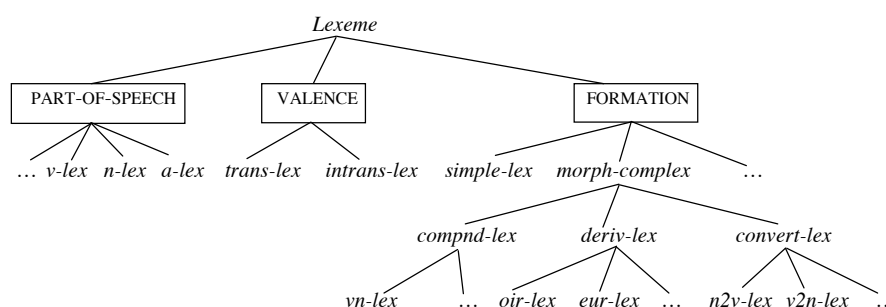 Lexeme
PART-OF-SPEECH VALENCE FORMATION
… v-lex n-lex a-lex trans-lex intrans-lex simple-lex morph-complex …
compnd-lex deriv-lex convert-lex
vn-lex … oir-lex eur-lex … n2v-lex v2n-lex …